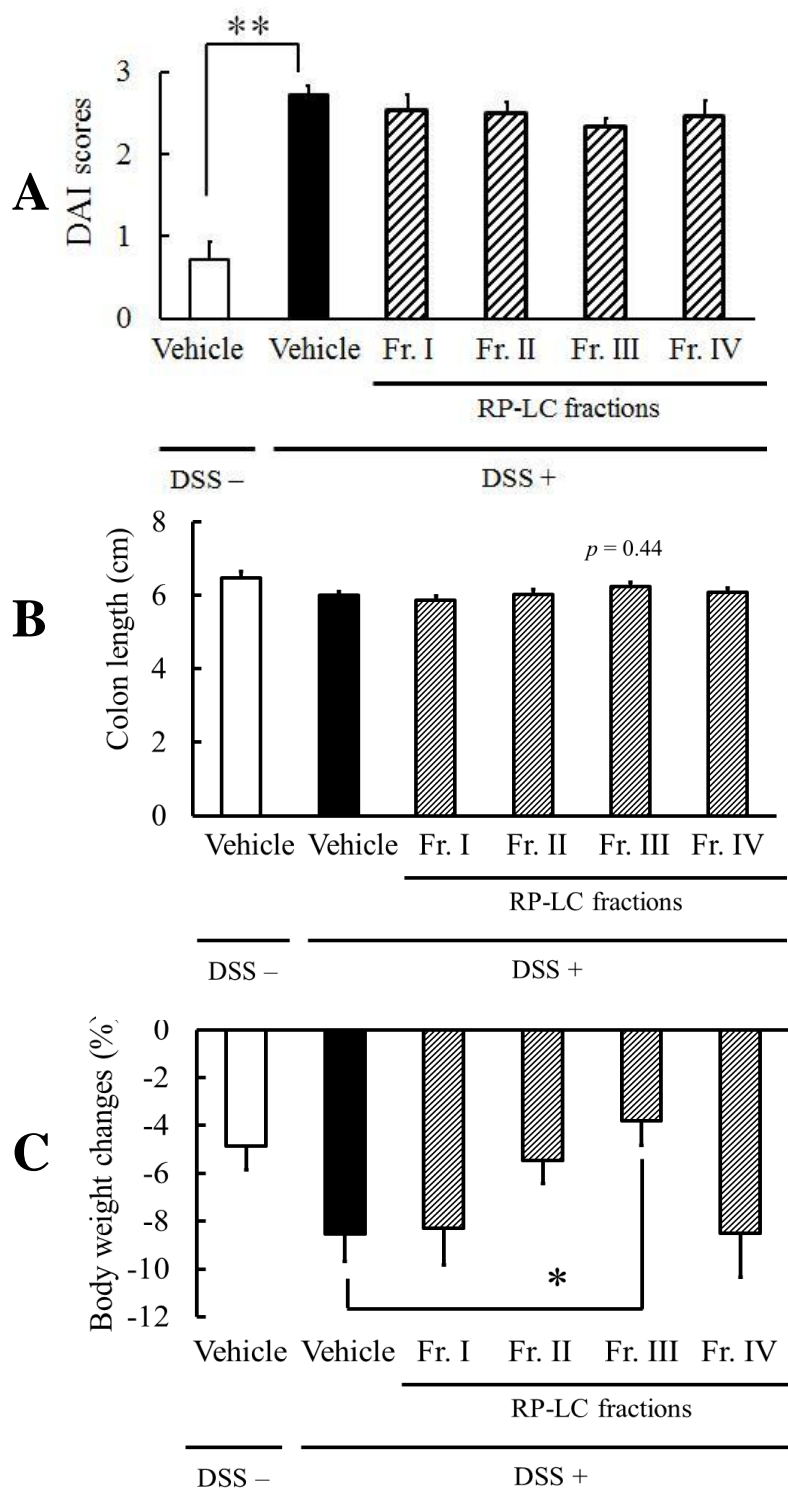 **
A
DAI scores
3
2
1
0
Vehicle Vehicle Fr. I Fr. II Fr. III Fr. IV
RP-LC fractions
DSS – DSS +
B
Colon length (cm)
8
6
4
2
0
p = 0.44
Vehicle Vehicle Fr. I Fr. II Fr. III Fr. IV
RP-LC fractions
DSS – DSS +
C
Body weight changes (%)
0
-2
-4
-6
-8
-10
-12
*
Vehicle Vehicle Fr. I Fr. II Fr. III Fr. IV
RP-LC fractions
DSS – DSS +